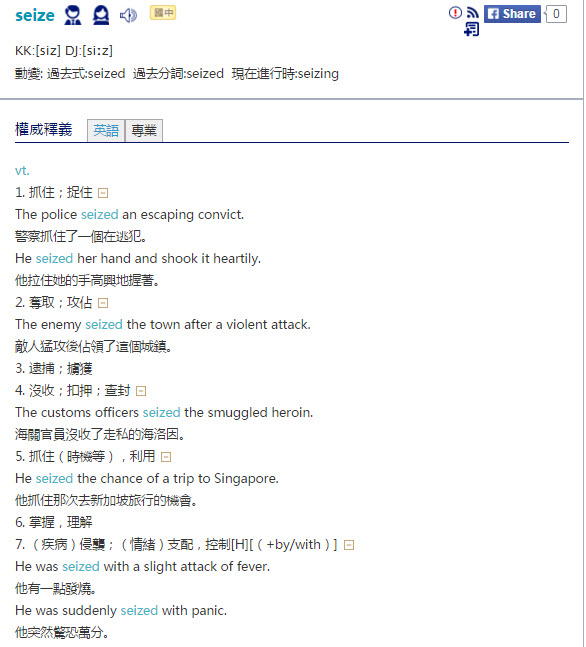 seize 國中 Share 0
KK:[siz] DJ:[siːz]
動變: 過去式:seized 過去分詞:seized 現在進行時:seizing
權威釋義 英語 專業
vt.
1. 抓住；捉住
The police seized an escaping convict.
警察抓住了一個在逃犯。
He seized her hand and shook it heartily.
他拉住她的手高興地握著。
2. 奪取；攻佔
The enemy seized the town after a violent attack.
敵人猛攻後佔領了這個城鎮。
3. 逮捕；擄獲
4. 沒收；扣押；查封
The customs officers seized the smuggled heroin.
海關官員沒收了走私的海洛因。
5. 抓住（時機等），利用
He seized the chance of a trip to Singapore.
他抓住那次去新加坡旅行的機會。
6. 掌握，理解
7. （疾病）侵襲；（情緒）支配，控制[H][（+by/with）]
He was seized with a slight attack of fever.
他有一點發燒。
He was suddenly seized with panic.
他突然驚恐萬分。